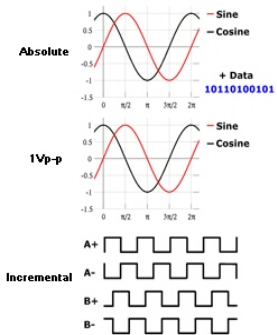 Absolute
1
0.5
0
-0.5
-1
-1.5
0 π/2 π 3π/2 2π
Sine
Cosine
+ Data
10110100101
1Vp-p
1
0.5
0
-0.5
-1
-1.5
0 π/2 π 3π/2 2π
Sine
Cosine
Incremental
A+
A-
B+
B-